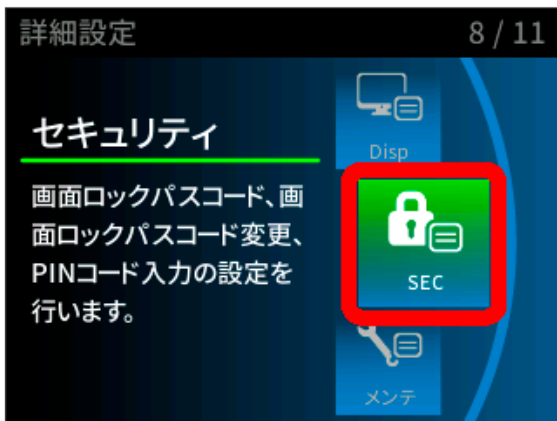 詳細設定
8 / 11
セキュリティ
画面ロックパスコード、画
面ロックパスコード変更、
PINコード入力の設定を
行います。
Disp
SEC
メンテ